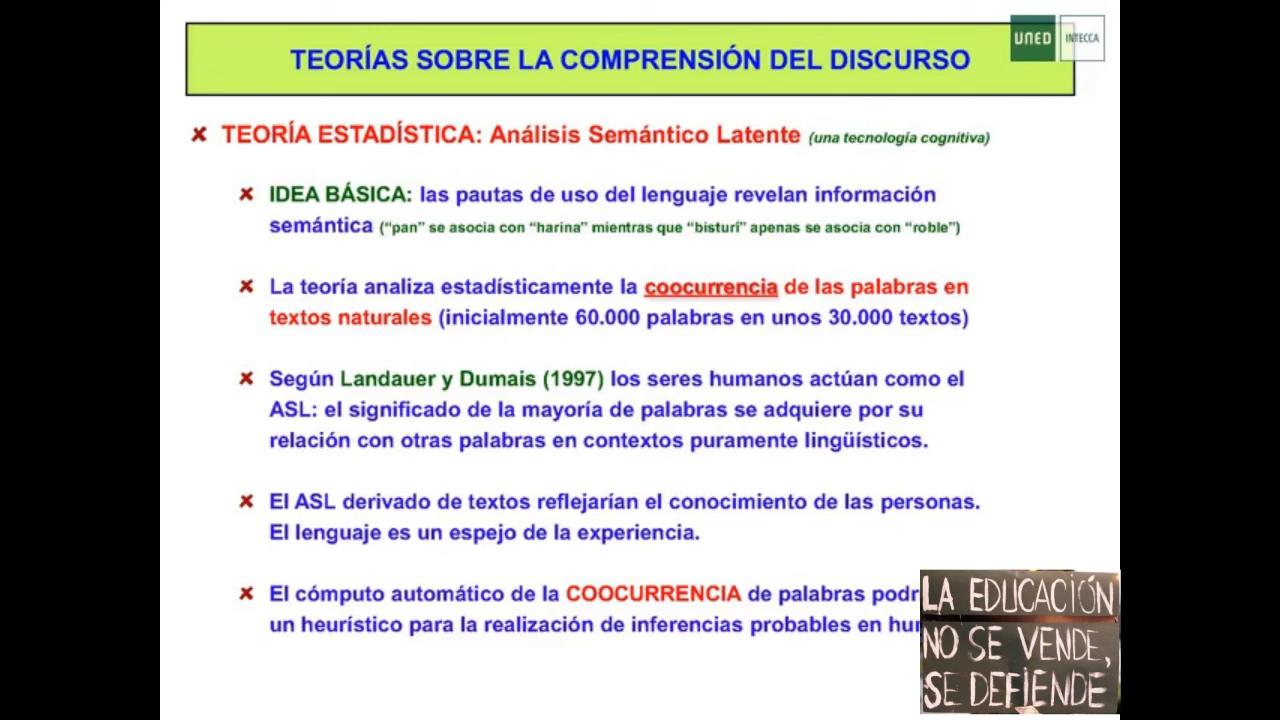 TEORÍAS SOBRE LA COMPRENSIÓN DEL DISCURSO
UNED
INTECCA
TEORÍA ESTADÍSTICA: Análisis Semántico Latente (una tecnología cognitiva)
IDEA BÁSICA: las pautas de uso del lenguaje revelan información
semántica (“pan” se asocia con “harina” mientras que “bisturí” apenas se asocia con “roble”)
La teoría analiza estadísticamente la coocurrencia de las palabras en
textos naturales (inicialmente 60.000 palabras en unos 30.000 textos)
Según Landauer y Dumais (1997) los seres humanos actúan como el
ASL: el significado de la mayoría de palabras se adquiere por su
relación con otras palabras en contextos puramente lingüísticos.
El ASL derivado de textos reflejarían el conocimiento de las personas.
El lenguaje es un espejo de la experiencia.
El cómputo automático de la COOCURRENCIA de palabras
un heurístico para la realización de inferencias probables en
LA EDUCACIÓN
NO SE VENDE,
SE DEFIENDE